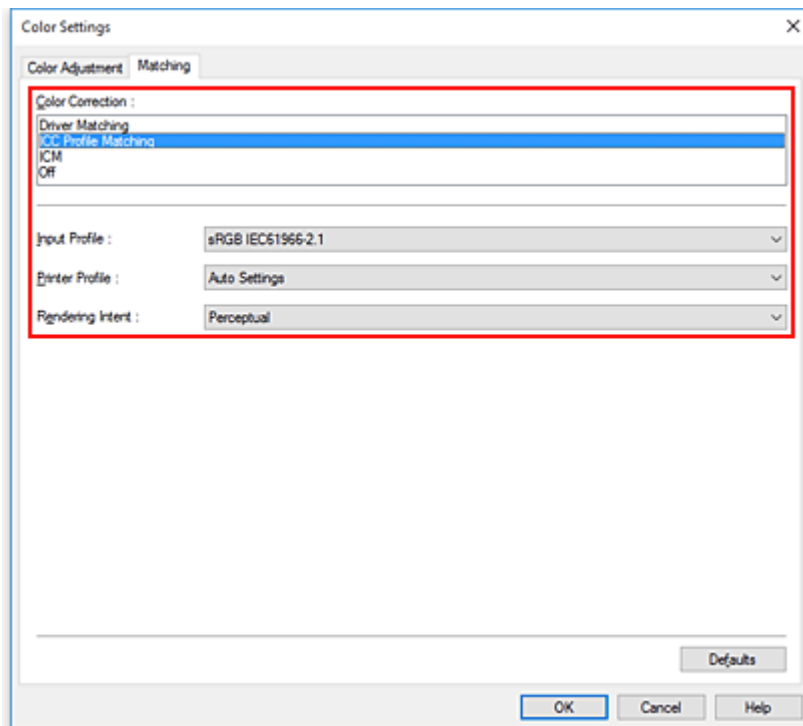 Color Settings
Color Adjustment Matching
Color Correction :
Driver Matching
ICC Profile Matching
ICM
Off
Input Profile : sRGB IEC61966-2.1
Printer Profile : Auto Settings
Rendering Intent : Perceptual
Defaults
OK Cancel Help